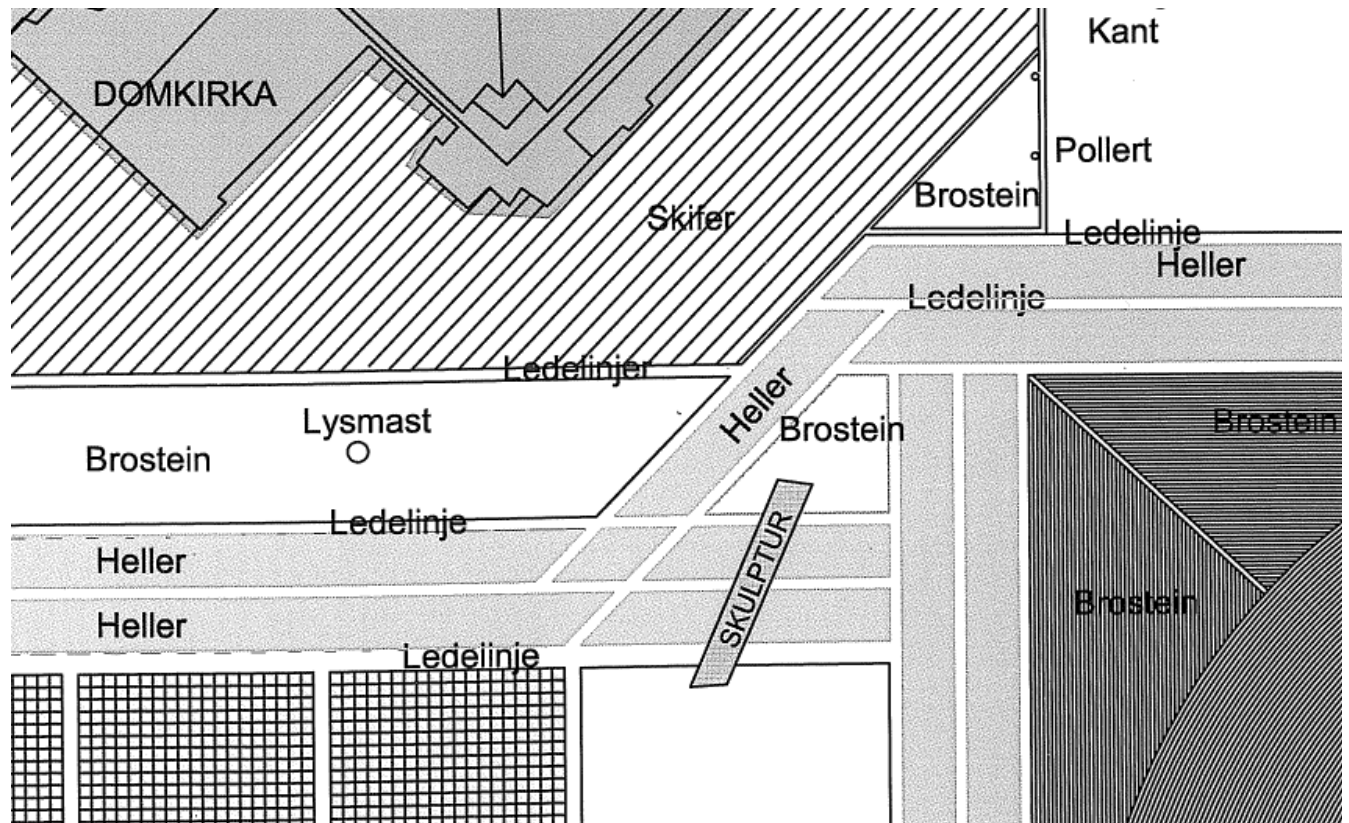 Kant
DOMKIRKA
Pollert
Brostein
Skifer
Ledelinje
Heller
Ledelinje
Ledelinjer
Heller
Lysmast
Brostein
Brostein
Brostein
Ledelinje
Heller
SKULPTUR
Brostein
Heller
Ledelinje